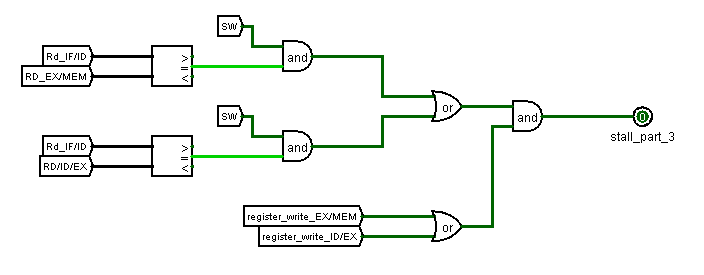 SW
Rd_IF/ID
RD_EX/MEM
>
=
<
and
SW
Rd_IF/ID
RD/ID/EX
>
=
<
and
or
and
0
stall_part_3
register_write_EX/MEM
register_write_ID/EX
or